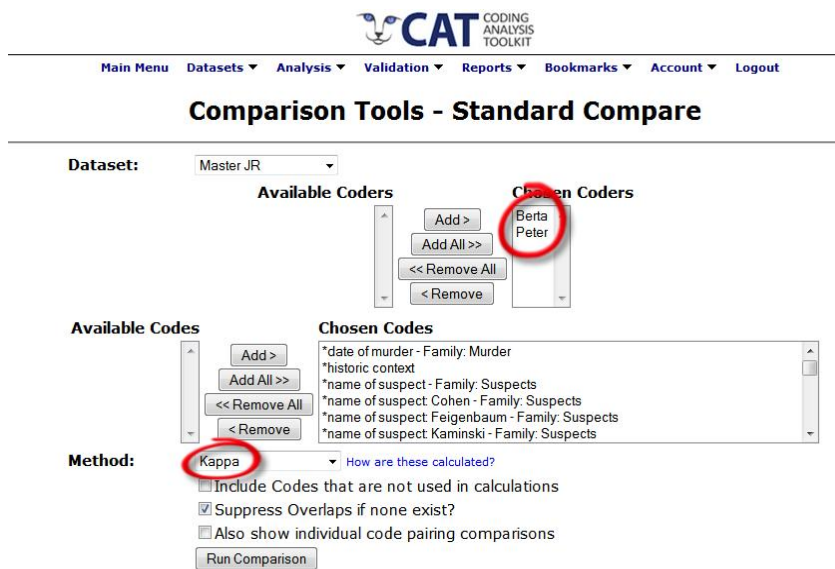 CAT CODING ANALYSIS TOOLKIT
Main Menu Datasets Analysis Validation Reports Bookmarks Account Logout
Comparison Tools - Standard Compare
Dataset: Master JR
Available Coders Chosen Coders
Add >
Add All >>
<< Remove All
< Remove
Berta
Peter
Available Codes Chosen Codes
Add >
Add All >>
<< Remove All
< Remove
*date of murder - Family: Murder
*historic context
*name of suspect - Family: Suspects
*name of suspect: Cohen - Family: Suspects
*name of suspect: Feigenbaum - Family: Suspects
*name of suspect: Kaminski - Family: Suspects
Method: Kappa How are these calculated?
Include Codes that are not used in calculations
Suppress Overlaps if none exist?
Also show individual code pairing comparisons
Run Comparison